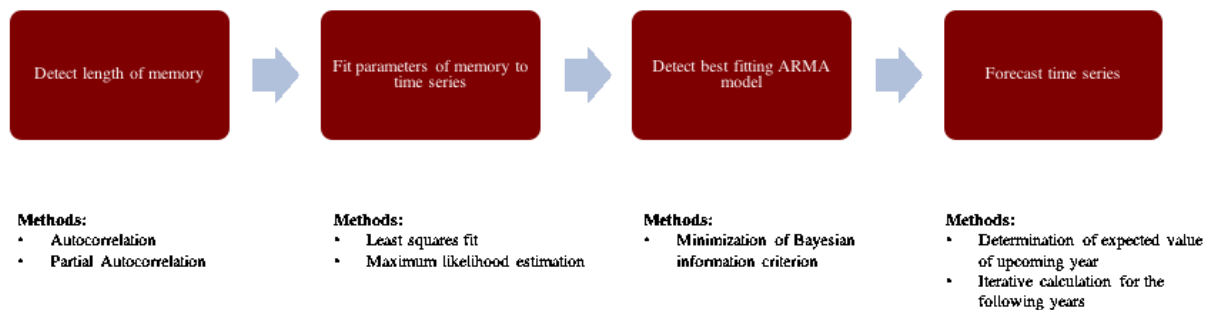 Detect length of memory
Fit parameters of memory to
time series
Detect best fitting ARMA
model
Forecast time series
Methods:
• Autocorrelation
• Partial Autocorrelation
Methods:
• Least squares fit
• Maximum likelihood estimation
Methods:
• Minimization of Bayesian
information criterion
Methods:
• Determination of expected value
of upcoming year
• Iterative calculation for the
following years